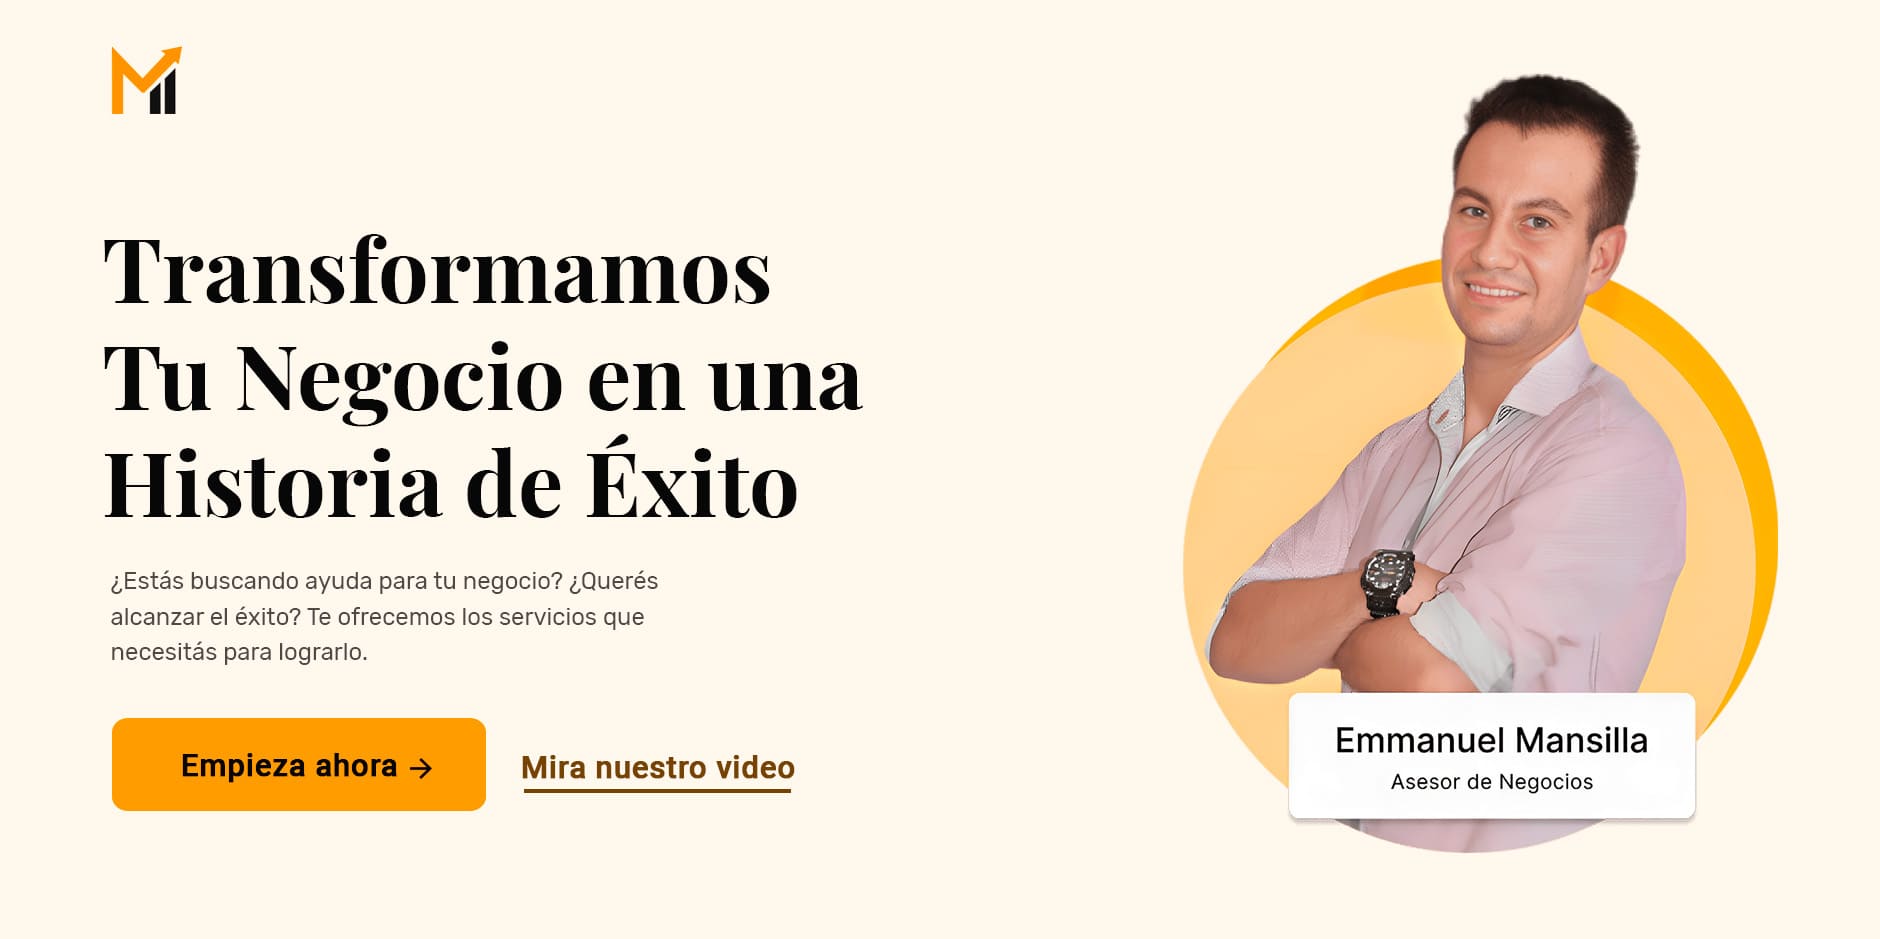 Transformamos
Tu Negocio en una
Historia de Éxito
¿Estás buscando ayuda para tu negocio? ¿Querés
alcanzar el éxito? Te ofrecemos los servicios que
necesitás para lograrlo.
Empieza ahora →
Mira nuestro video
Emmanuel Mansilla
Asesor de Negocios